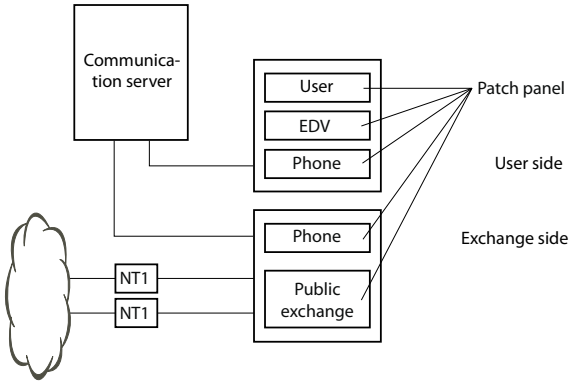 Communica-
tion server
User
EDV
Phone
Patch panel
User side
Phone
Exchange side
NT1
NT1
Public
exchange